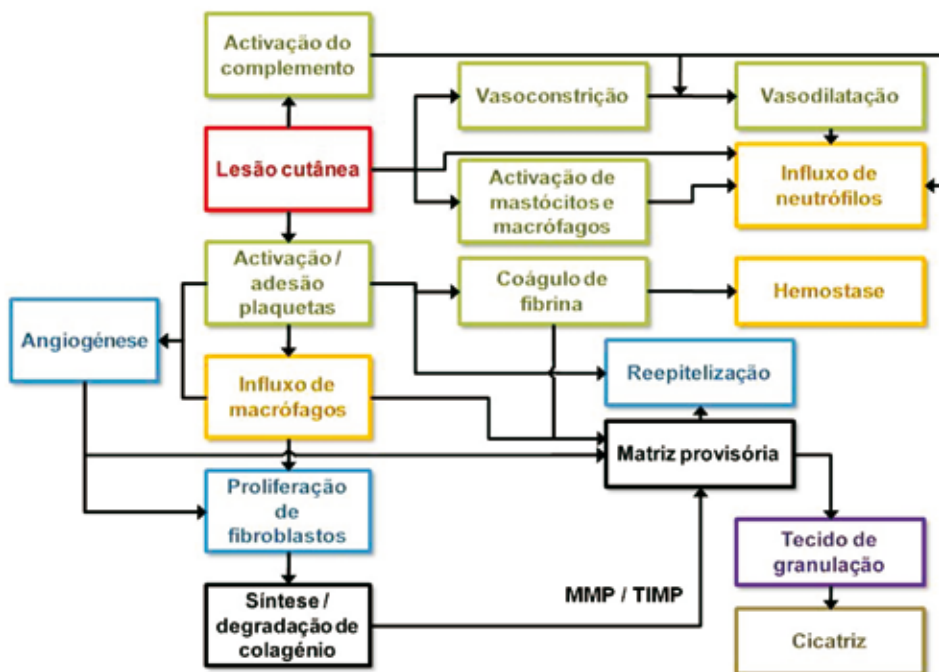 Activação do
complemento
Vasoconstrição
Vasodilatação
Lesão cutânea
Activação de
mastócitos e
macrófagos
Influxo de
neutrófilos
Activação /
adesão
plaquetas
Coágulo de
fibrina
Hemostase
Angiogénese
Influxo de
macrófagos
Reepitelização
Matriz provisória
Proliferação
de
fibroblastos
Tecido de
granulação
MMP / TIMP
Síntese /
degradação de
colagénio
Cicatriz